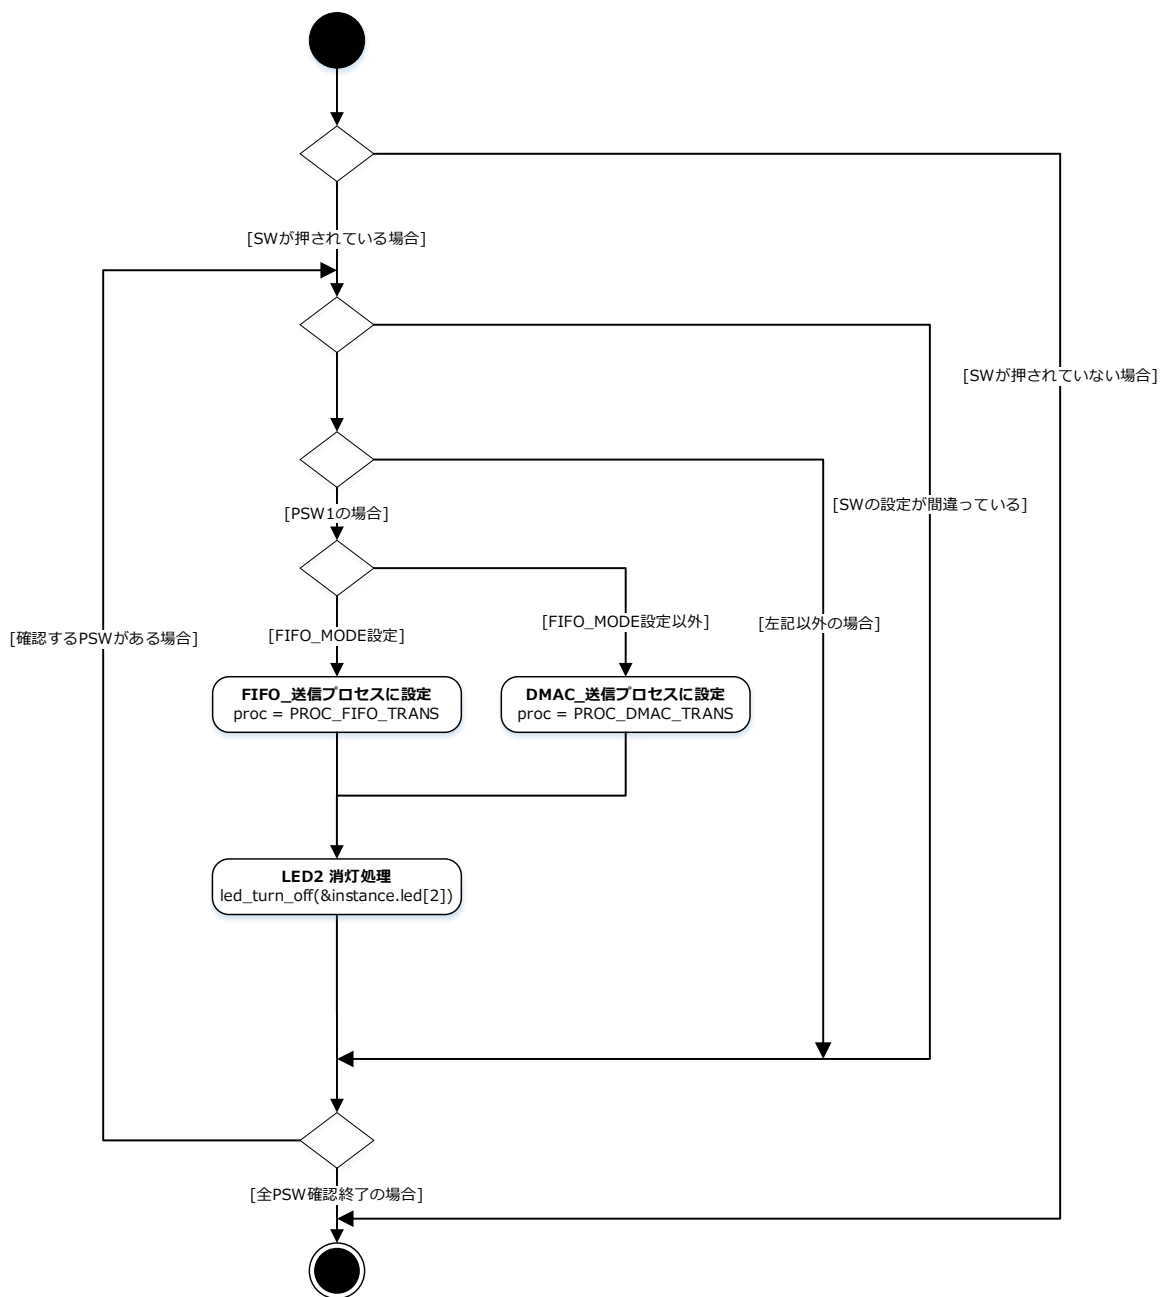 [SWが押されている場合]
[SWが押されていない場合]
[SWの設定が間違っている]
[PSW1の場合]
[FIFO_MODE設定以外]
[左記以外の場合]
[FIFO_MODE設定]
[確認するPSWがある場合]
FIFO_送信プロセスに設定
proc = PROC_FIFO_TRANS
DMAC_送信プロセスに設定
proc = PROC_DMAC_TRANS
LED2 消灯処理
led_turn_off(&instance.led[2])
[全PSW確認終了の場合]